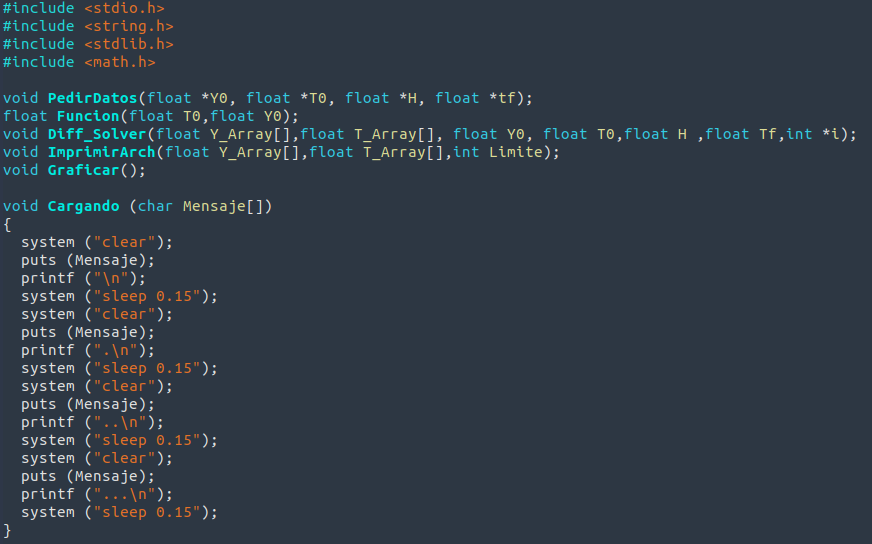 #include <stdio.h>
#include <string.h>
#include <stdlib.h>
#include <math.h>

void PedirDatos(float *Y0, float *T0, float *H, float *tf);
float Funcion(float T0,float Y0);
void Diff_Solver(float Y_Array[],float T_Array[], float Y0, float T0,float H ,float Tf,int *i);
void ImprimirArch(float Y_Array[],float T_Array[],int Limite);
void Graficar();

void Cargando (char Mensaje[])
{
  system ("clear");
  puts (Mensaje);
  printf ("\n");
  system ("sleep 0.15");
  system ("clear");
  puts (Mensaje);
  printf (".\n");
  system ("sleep 0.15");
  system ("clear");
  puts (Mensaje);
  printf ("..\n");
  system ("sleep 0.15");
  system ("clear");
  puts (Mensaje);
  printf ("...\n");
  system ("sleep 0.15");
}